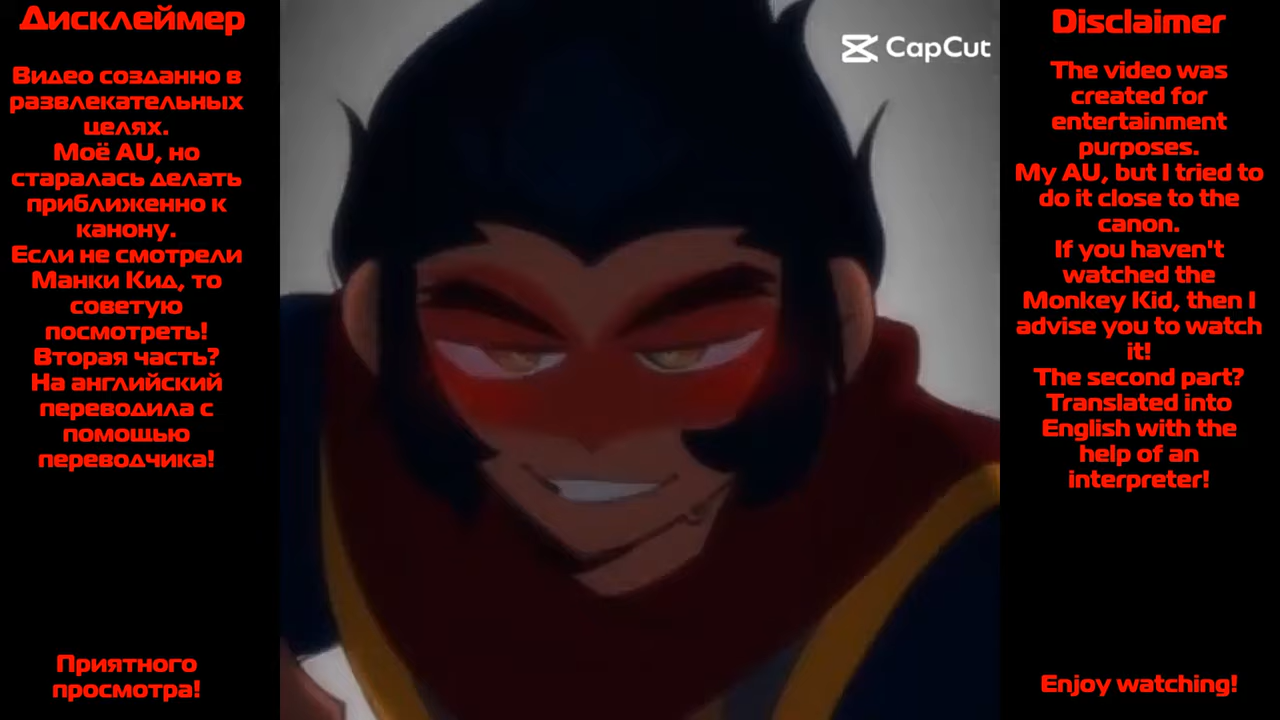 Дисклеймер
Видео созданно в
развлекательных
целях.
Моё AU, но
старалась делать
приближенно к
канону.
Если не смотрели
Манки Кид, то
советую
посмотреть!
Вторая часть?
На английский
переводила с
помощью
переводчика!
Приятного
просмотра!
CapCut
Disclaimer
The video was
created for
entertainment
purposes.
My AU, but I tried to
do it close to the
canon.
If you haven't
watched the
Monkey Kid, then I
advise you to watch
it!
The second part?
Translated into
English with the
help of an
interpreter!
Enjoy watching!